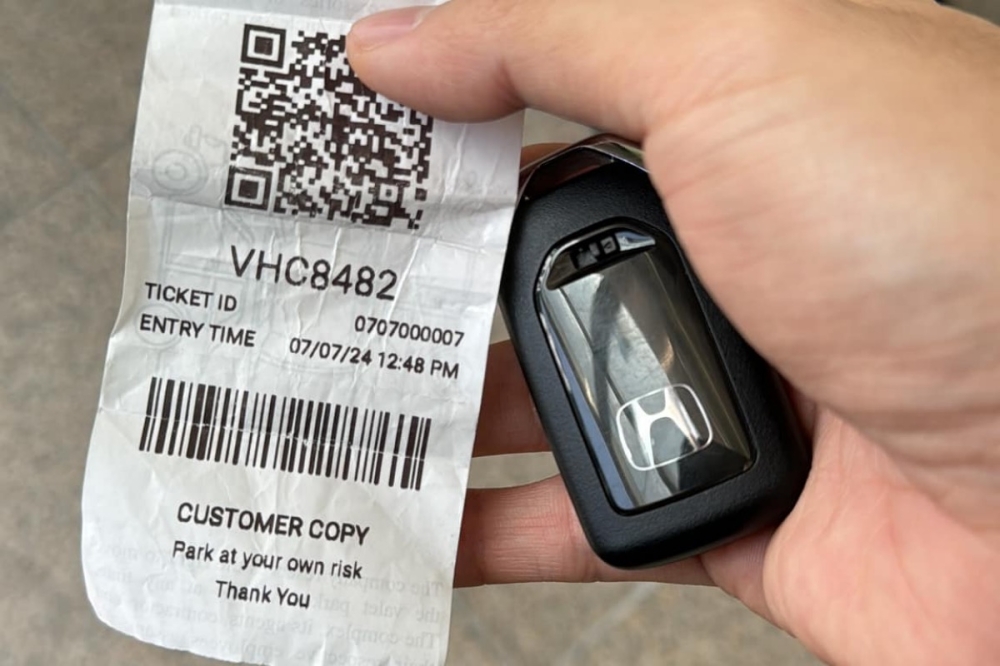 VHC8482
TICKET ID 0707000007
ENTRY TIME 07/07/24 12:48 PM
CUSTOMER COPY
Park at your own risk
Thank You